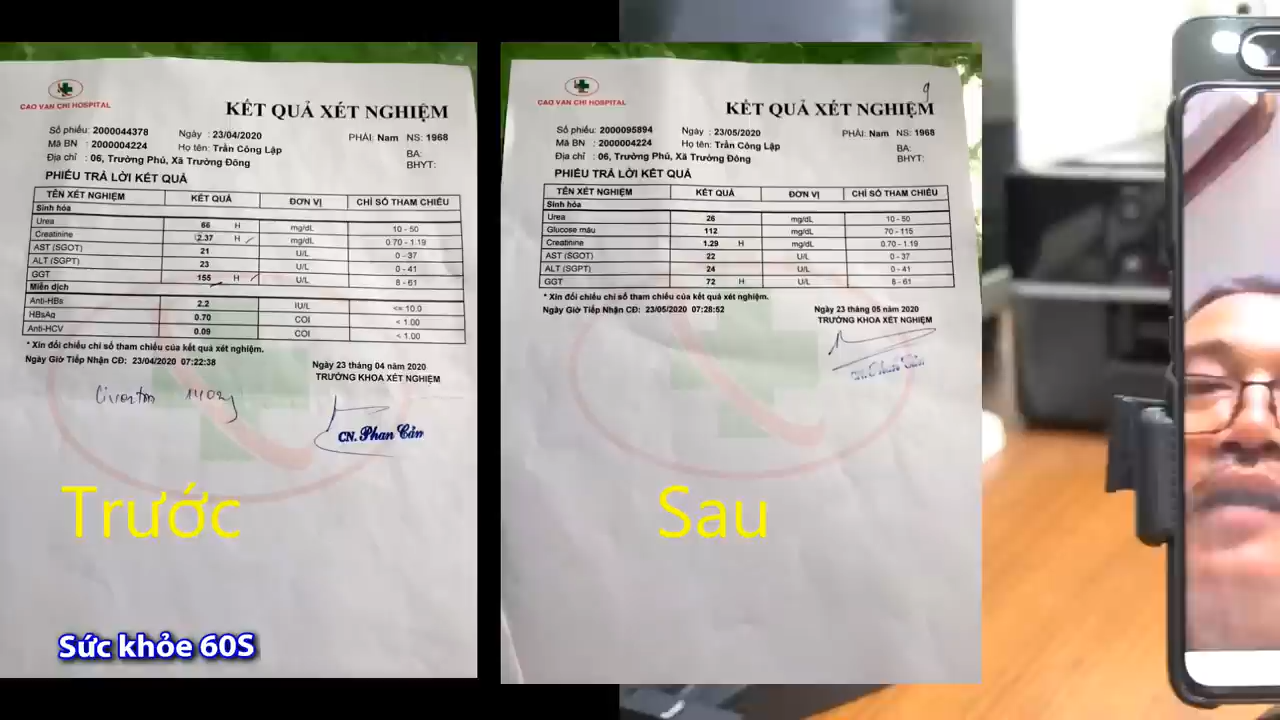 CAO VAN CHI HOSPITAL
KẾT QUẢ XÉT NGHIỆM
Số phiếu: 2000044378 Ngày : 23/04/2020 PHÁI: Nam NS: 1968
Mã BN : 2000004224 Họ tên: Trần Công Lập BA:
Địa chỉ : 06, Trường Phú, Xã Trường Đông BHYT:
PHIẾU TRẢ LỜI KẾT QUẢ
TÊN XÉT NGHIỆM KẾT QUẢ ĐƠN VỊ CHỈ SỐ THAM CHIẾU
Sinh hóa
Urea 66 H mg/dL 10 - 50
Creatinine 2.37 H mg/dL 0.70 - 1.19
AST (SGOT) 21 U/L 0 - 37
ALT (SGPT) 23 U/L 0 - 41
GGT 155 H U/L 8 - 61
Miễn dịch
Anti-HBs 2.2 IU/L <= 10.0
HBsAg 0.70 COI < 1.00
Anti-HCV 0.09 COI < 1.00
* Xin đối chiếu chỉ số tham chiếu của kết quả xét nghiệm.
Ngày Giờ Tiếp Nhận CĐ: 23/04/2020 07:22:38
Ngày 23 tháng 04 năm 2020
TRƯỞNG KHOA XÉT NGHIỆM
CN. Phan Cản
Trước
Sức khỏe 60S
9
CAO VAN CHI HOSPITAL
KẾT QUẢ XÉT NGHIỆM
Số phiếu: 2000095894 Ngày : 23/05/2020 PHÁI: Nam NS: 1968
Mã BN : 2000004224 Họ tên: Trần Công Lập BA:
Địa chỉ : 06, Trường Phú, Xã Trường Đông BHYT:
PHIẾU TRẢ LỜI KẾT QUẢ
TÊN XÉT NGHIỆM KẾT QUẢ ĐƠN VỊ CHỈ SỐ THAM CHIẾU
Sinh hóa
Urea 26 mg/dL 10 - 50
Glucose máu 112 mg/dL 70 - 115
Creatinine 1.29 H mg/dL 0.70 - 1.19
AST (SGOT) 22 U/L 0 - 37
ALT (SGPT) 24 U/L 0 - 41
GGT 72 H U/L 8 - 61
* Xin đối chiếu chỉ số tham chiếu của kết quả xét nghiệm.
Ngày Giờ Tiếp Nhận CĐ: 23/05/2020 07:28:52
Ngày 23 tháng 05 năm 2020
TRƯỞNG KHOA XÉT NGHIỆM
Sau